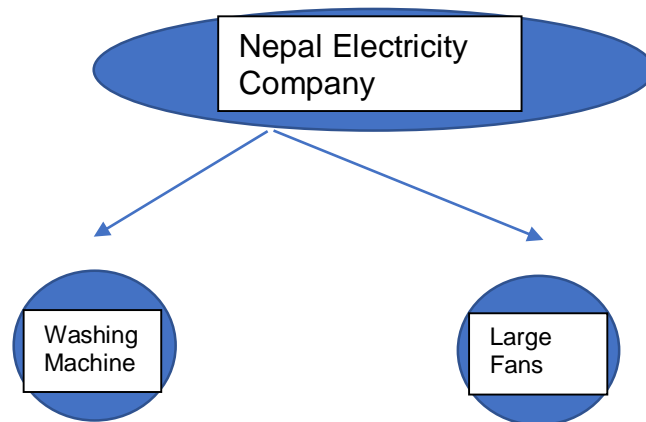 Nepal Electricity
Company
Washing
Machine
Large
Fans